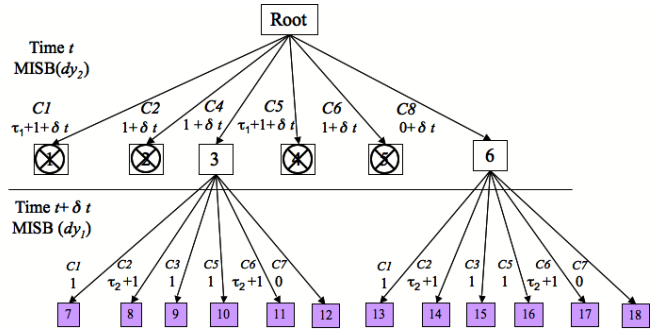 Root
Time t
MISB(dy₂)
C1 C2 C4 C5 C6 C8
τ₁+1+δ t 1+δ t 1+δ t τ₁+1+δ t 1+δ t 0+δ t
1 2 3 4 5 6
Time t+ δ t
MISB (dy₁)
C1 C2 C3 C5 C6 C7 C1 C2 C3 C5 C6 C7
1 τ₂+1 1 1 τ₂+1 0 1 τ₂+1 1 1 τ₂+1 0
7 8 9 10 11 12 13 14 15 16 17 18